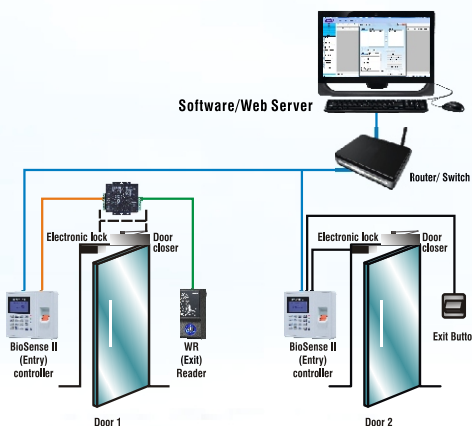 Software/Web Server
Router/ Switch
Electronic lock
Door
closer
Electronic lock
Door
closer
BioSense II
(Entry)
controller
WR
(Exit)
Reader
BioSense II
(Entry)
controller
Exit Butto
Door 1
Door 2